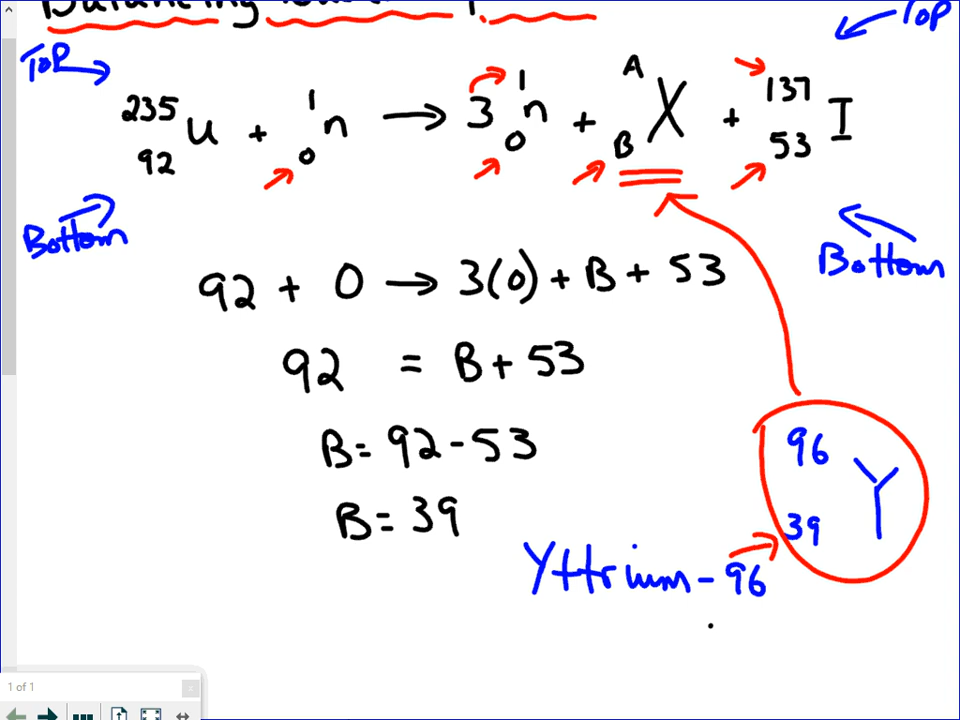 Balancing
Top Top
235 92 U + 1 0 n → 3 1 0 n + A B X + 137 53 I
Bottom Bottom
92 + 0 → 3(0) + B + 53
92 = B + 53
B = 92 - 53
B = 39
96 39 Y
Yttrium - 96
1 of 1